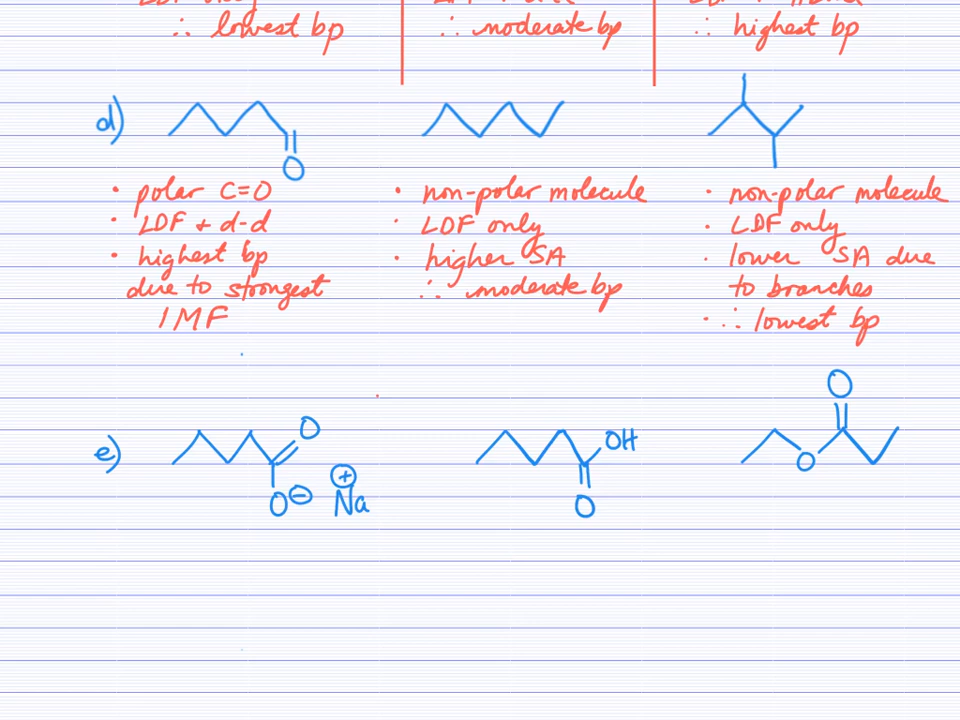 ∴ lowest bp
∴ moderate bp
∴ highest bp
d)
O
• polar C=O
• LDF + d-d
• highest bp
due to strongest
IMF
• non-polar molecule
• LDF only
• higher SA
∴ moderate bp
• non-polar molecule
• LDF only
• lower SA due
to branches
• ∴ lowest bp
e)
O
O⊖
⊕
Na
OH
O
O
O